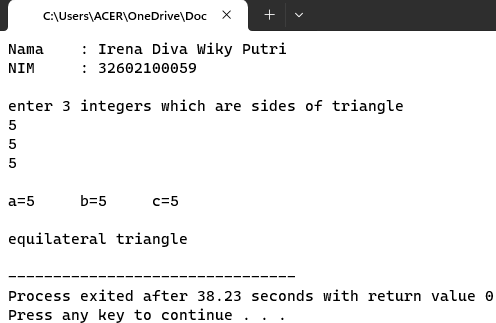 C:\Users\ACER\OneDrive\Doc
Nama    : Irena Diva Wiky Putri
NIM     : 32602100059
enter 3 integers which are sides of triangle
5
5
5
a=5     b=5     c=5
equilateral triangle
--------------------------------
Process exited after 38.23 seconds with return value 0
Press any key to continue . . .